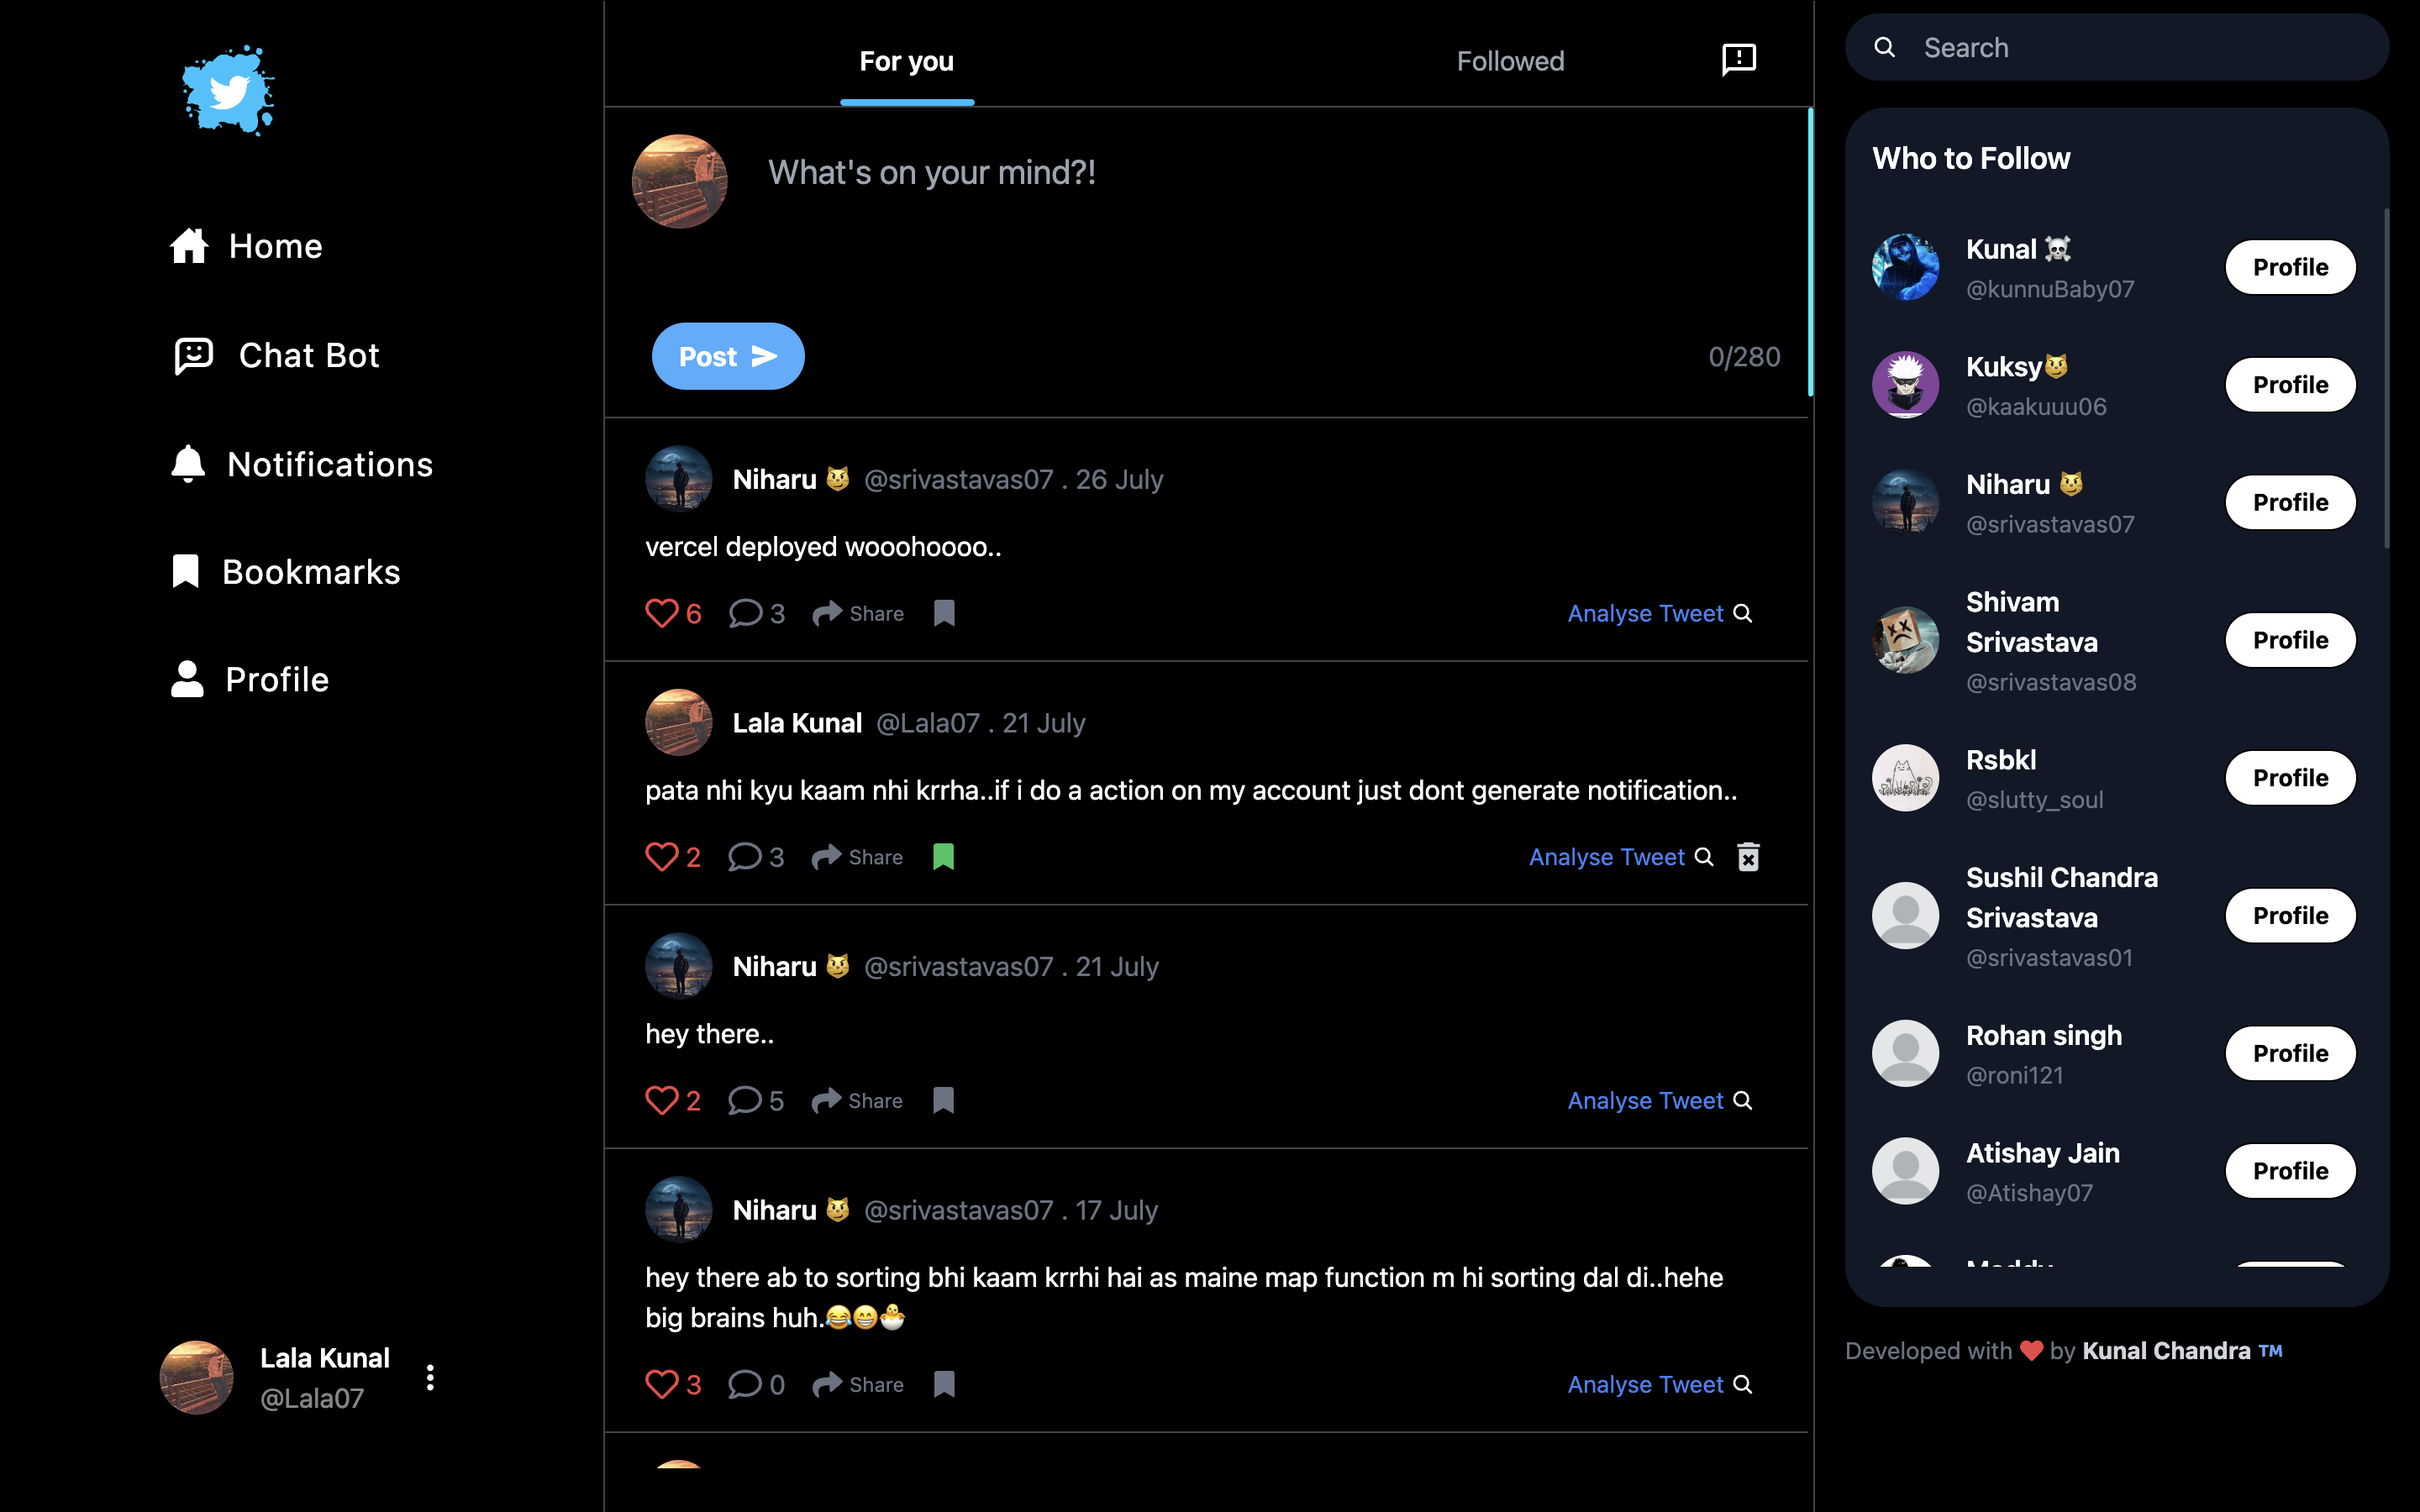 Home
Chat Bot
Notifications
Bookmarks
Profile
Lala Kunal
@Lala07
For you
Followed
What's on your mind?!
Post
0/280
Niharu 😼 @srivastavas07 . 26 July
vercel deployed wooohoooo..
6 3 Share
Analyse Tweet
Lala Kunal @Lala07 . 21 July
pata nhi kyu kaam nhi krrha..if i do a action on my account just dont generate notification..
2 3 Share
Analyse Tweet
Niharu 😼 @srivastavas07 . 21 July
hey there..
2 5 Share
Analyse Tweet
Niharu 😼 @srivastavas07 . 17 July
hey there ab to sorting bhi kaam krrhi hai as maine map function m hi sorting dal di..hehe
big brains huh.😂😁🐣
3 0 Share
Analyse Tweet
Search
Who to Follow
Kunal ☠️
@kunnuBaby07
Profile
Kuksy😼
@kaakuuu06
Profile
Niharu 😼
@srivastavas07
Profile
Shivam
Srivastava
@srivastavas08
Profile
Rsbkl
@slutty_soul
Profile
Sushil Chandra
Srivastava
@srivastavas01
Profile
Rohan singh
@roni121
Profile
Atishay Jain
@Atishay07
Profile
Developed with ❤️ by Kunal Chandra ™